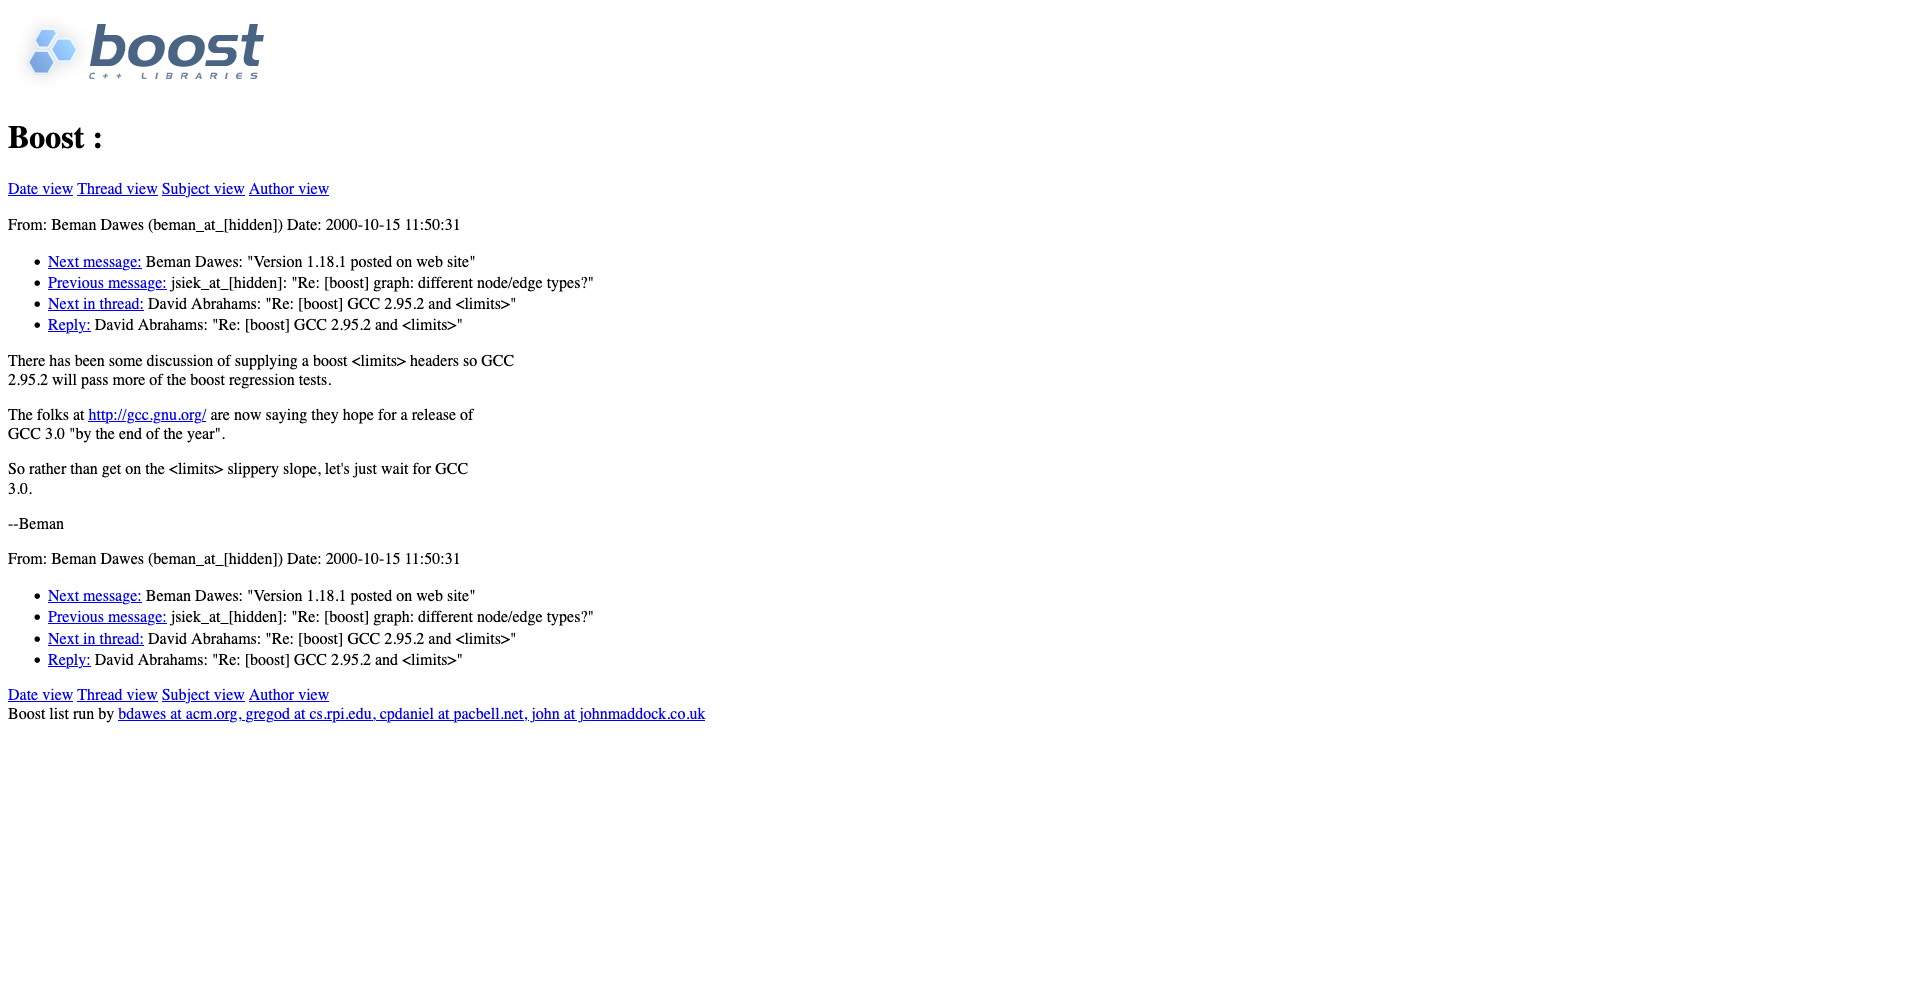 boost
C++ LIBRARIES
Boost :
Date view Thread view Subject view Author view
From: Beman Dawes (beman_at_[hidden]) Date: 2000-10-15 11:50:31
• Next message: Beman Dawes: "Version 1.18.1 posted on web site"
• Previous message: jsiek_at_[hidden]: "Re: [boost] graph: different node/edge types?"
• Next in thread: David Abrahams: "Re: [boost] GCC 2.95.2 and <limits>"
• Reply: David Abrahams: "Re: [boost] GCC 2.95.2 and <limits>"
There has been some discussion of supplying a boost <limits> headers so GCC
2.95.2 will pass more of the boost regression tests.
The folks at http://gcc.gnu.org/ are now saying they hope for a release of
GCC 3.0 "by the end of the year".
So rather than get on the <limits> slippery slope, let's just wait for GCC
3.0.
--Beman
From: Beman Dawes (beman_at_[hidden]) Date: 2000-10-15 11:50:31
• Next message: Beman Dawes: "Version 1.18.1 posted on web site"
• Previous message: jsiek_at_[hidden]: "Re: [boost] graph: different node/edge types?"
• Next in thread: David Abrahams: "Re: [boost] GCC 2.95.2 and <limits>"
• Reply: David Abrahams: "Re: [boost] GCC 2.95.2 and <limits>"
Date view Thread view Subject view Author view
Boost list run by bdawes at acm.org, gregod at cs.rpi.edu, cpdaniel at pacbell.net, john at johnmaddock.co.uk